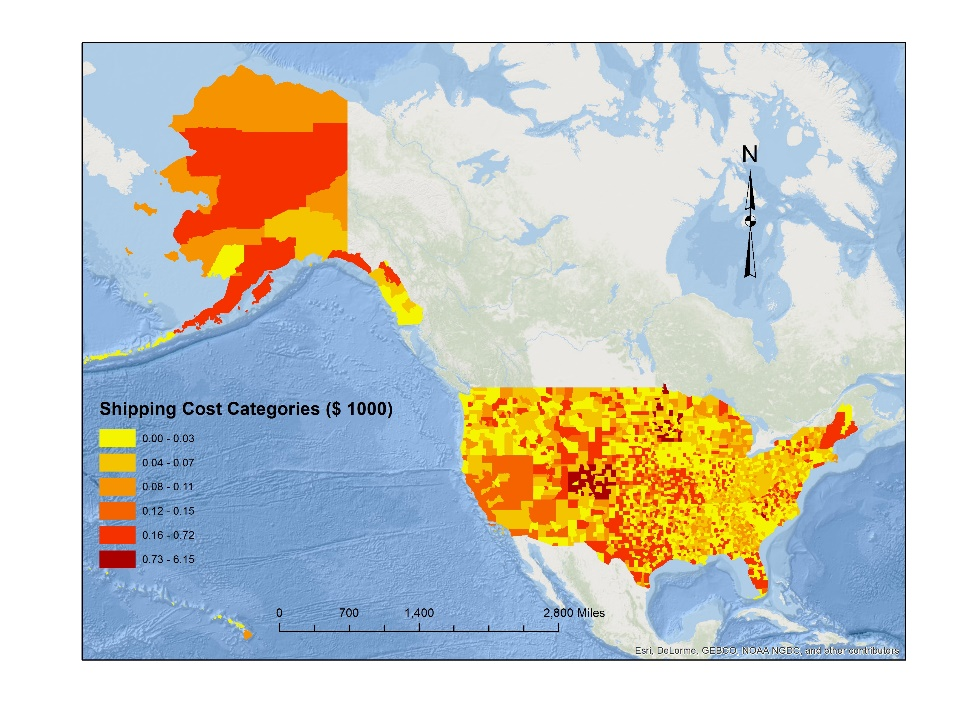 N
Shipping Cost Categories ($ 1000)
0.00 - 0.03
0.04 - 0.07
0.08 - 0.11
0.12 - 0.15
0.16 - 0.72
0.73 - 6.15
0 700 1,400 2,800 Miles
Esri, DeLorme, GEBCO, NOAA NGDC, and other contributors